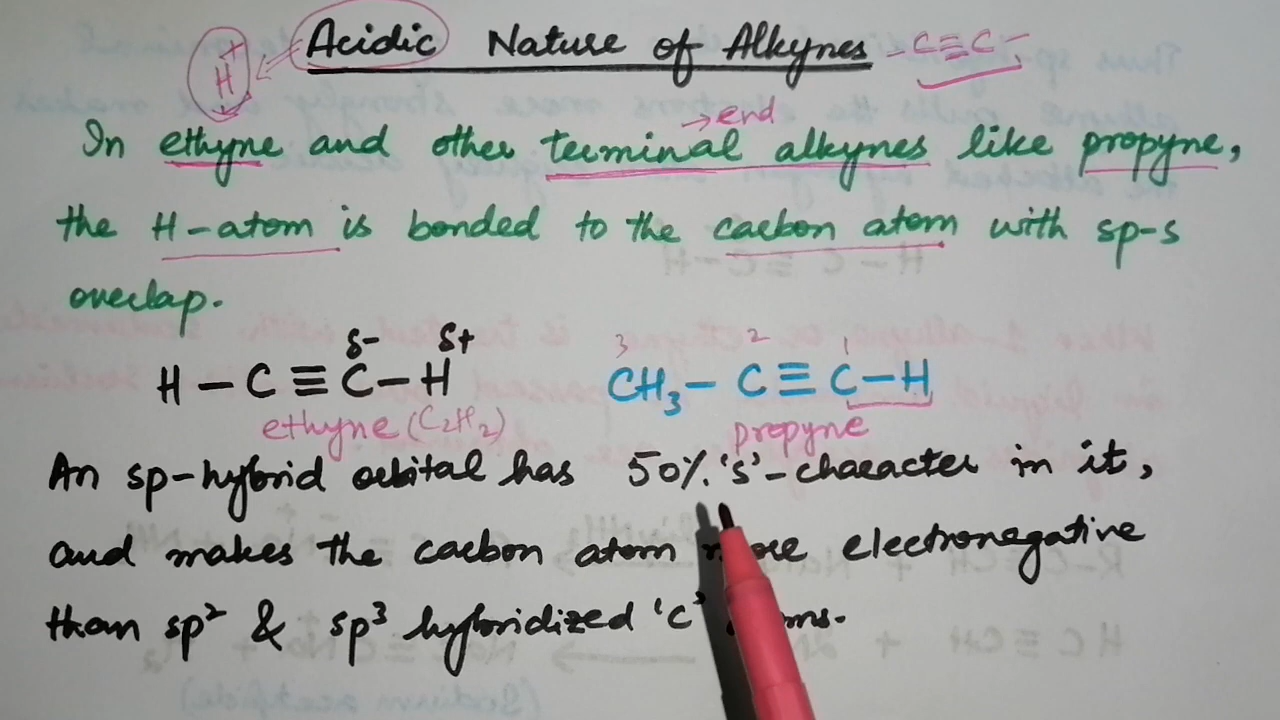 Acidic Nature of Alkynes -C≡C-
H+
→end
In ethyne and other terminal alkynes like propyne,
the H-atom is bonded to the carbon atom with sp-s
overlap.
δ- δ+
H-C≡C-H
ethyne (C2H2)
3 2 1
CH3-C≡C-H
propyne
An sp-hybrid orbital has 50% 's'-character in it,
and makes the carbon atom more electronegative
than sp² & sp³ hybridized 'C' atoms.